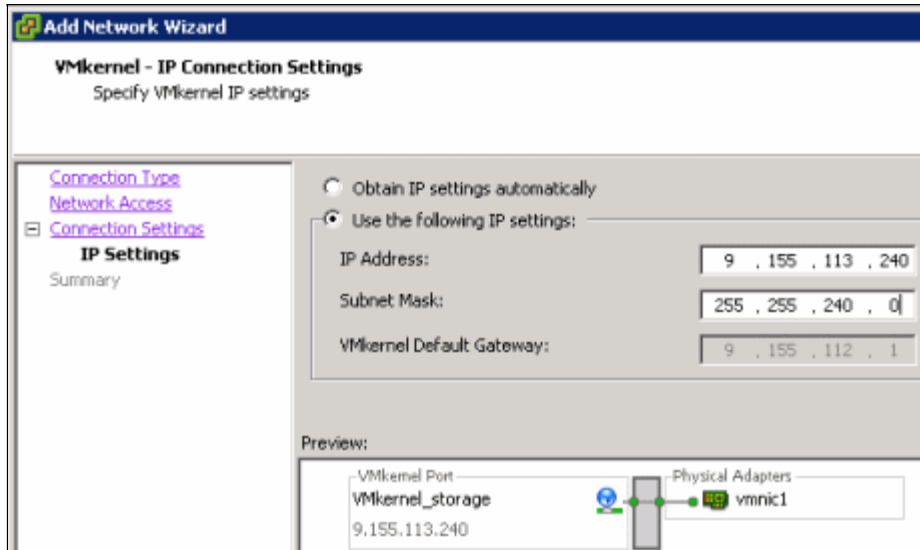 Add Network Wizard
VMkernel - IP Connection Settings
Specify VMkernel IP settings
Connection Type
Network Access
Connection Settings
IP Settings
Summary
Obtain IP settings automatically
Use the following IP settings:
IP Address: 9 . 155 . 113 . 240
Subnet Mask: 255 . 255 . 240 . 0
VMkernel Default Gateway: 9 . 155 . 112 . 1
Preview:
VMkernel Port
VMkernel_storage
9.155.113.240
Physical Adapters
vmnic1